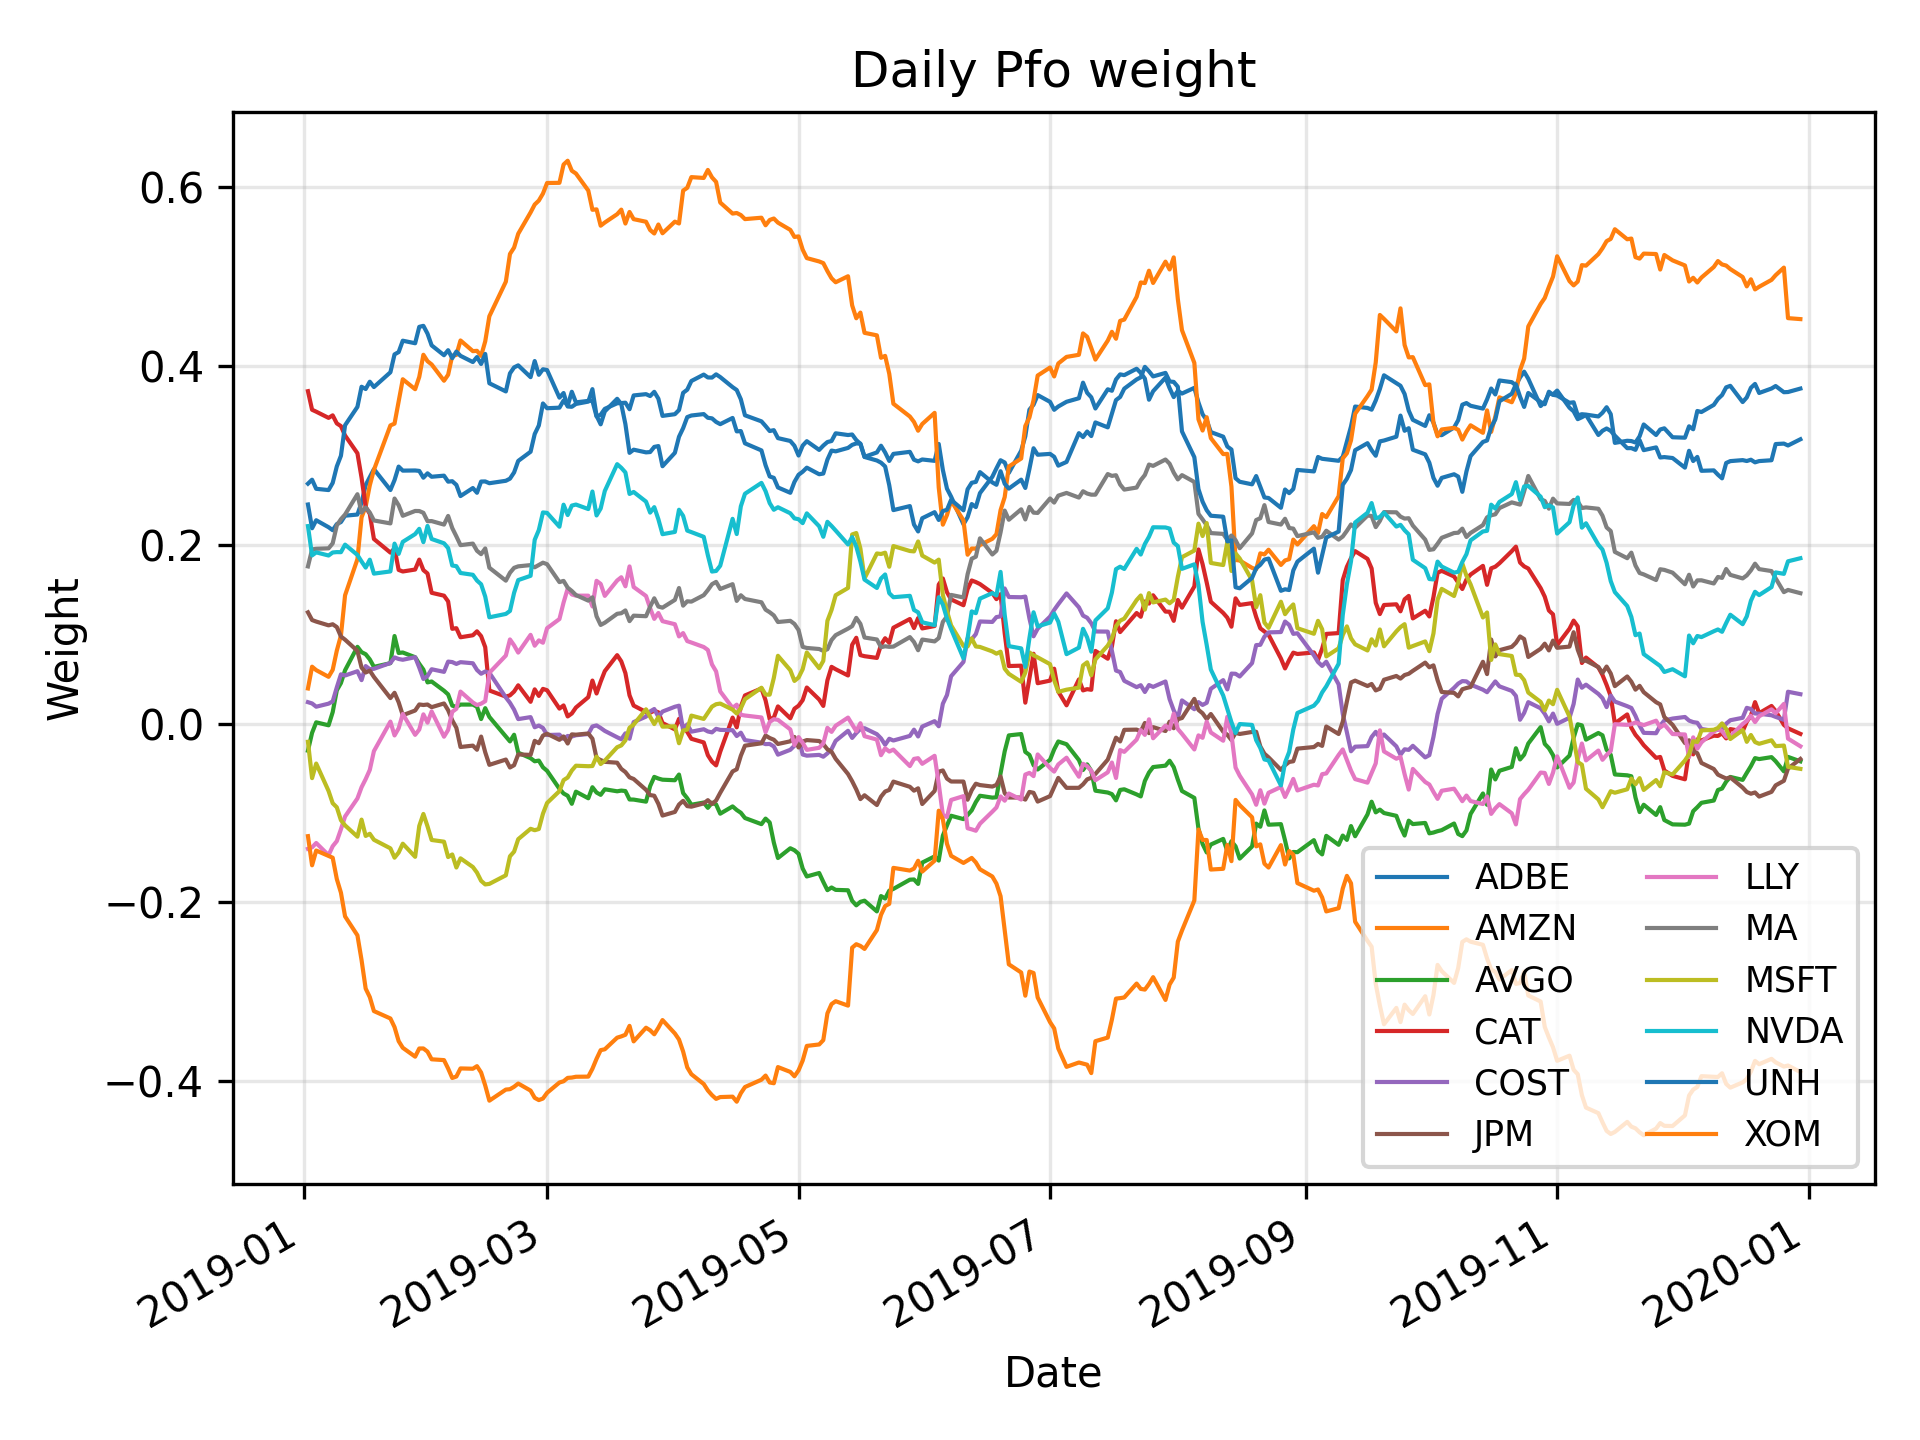 Daily Pfo weight
Weight
0.6
0.4
0.2
0.0
−0.2
−0.4
ADBE
AMZN
AVGO
CAT
COST
JPM
LLY
MA
MSFT
NVDA
UNH
XOM
2019-01
2019-03
2019-05
2019-07
2019-09
2019-11
2020-01
Date